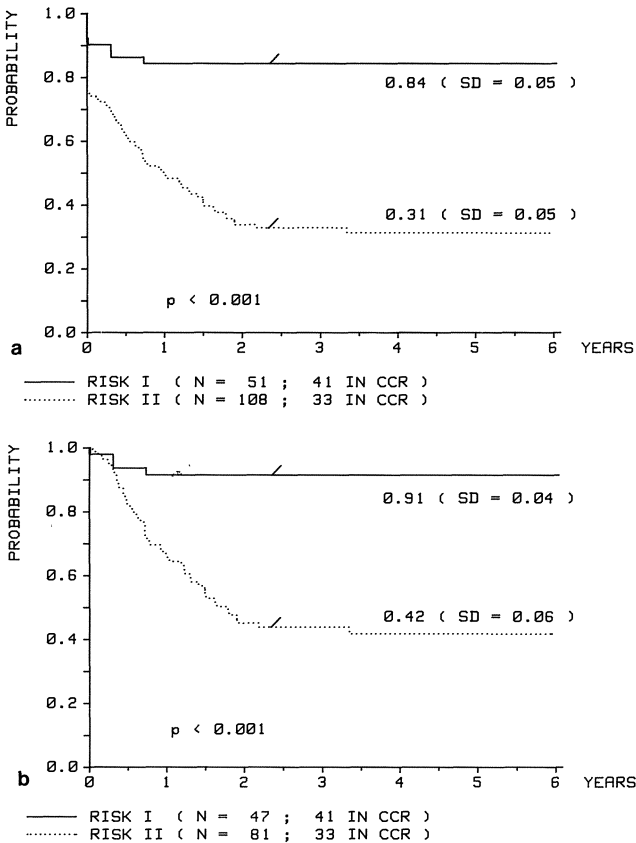 PROBABILITY
1.0
0.8
0.6
0.4
0.2
0.0
0.84 ( SD = 0.05 )
0.31 ( SD = 0.05 )
p < 0.001
a
0 1 2 3 4 5 6 YEARS
RISK I ( N = 51 ; 41 IN CCR )
RISK II ( N = 108 ; 33 IN CCR )
PROBABILITY
1.0
0.8
0.6
0.4
0.2
0.0
0.91 ( SD = 0.04 )
0.42 ( SD = 0.06 )
p < 0.001
b
0 1 2 3 4 5 6 YEARS
RISK I ( N = 47 ; 41 IN CCR )
RISK II ( N = 81 ; 33 IN CCR )